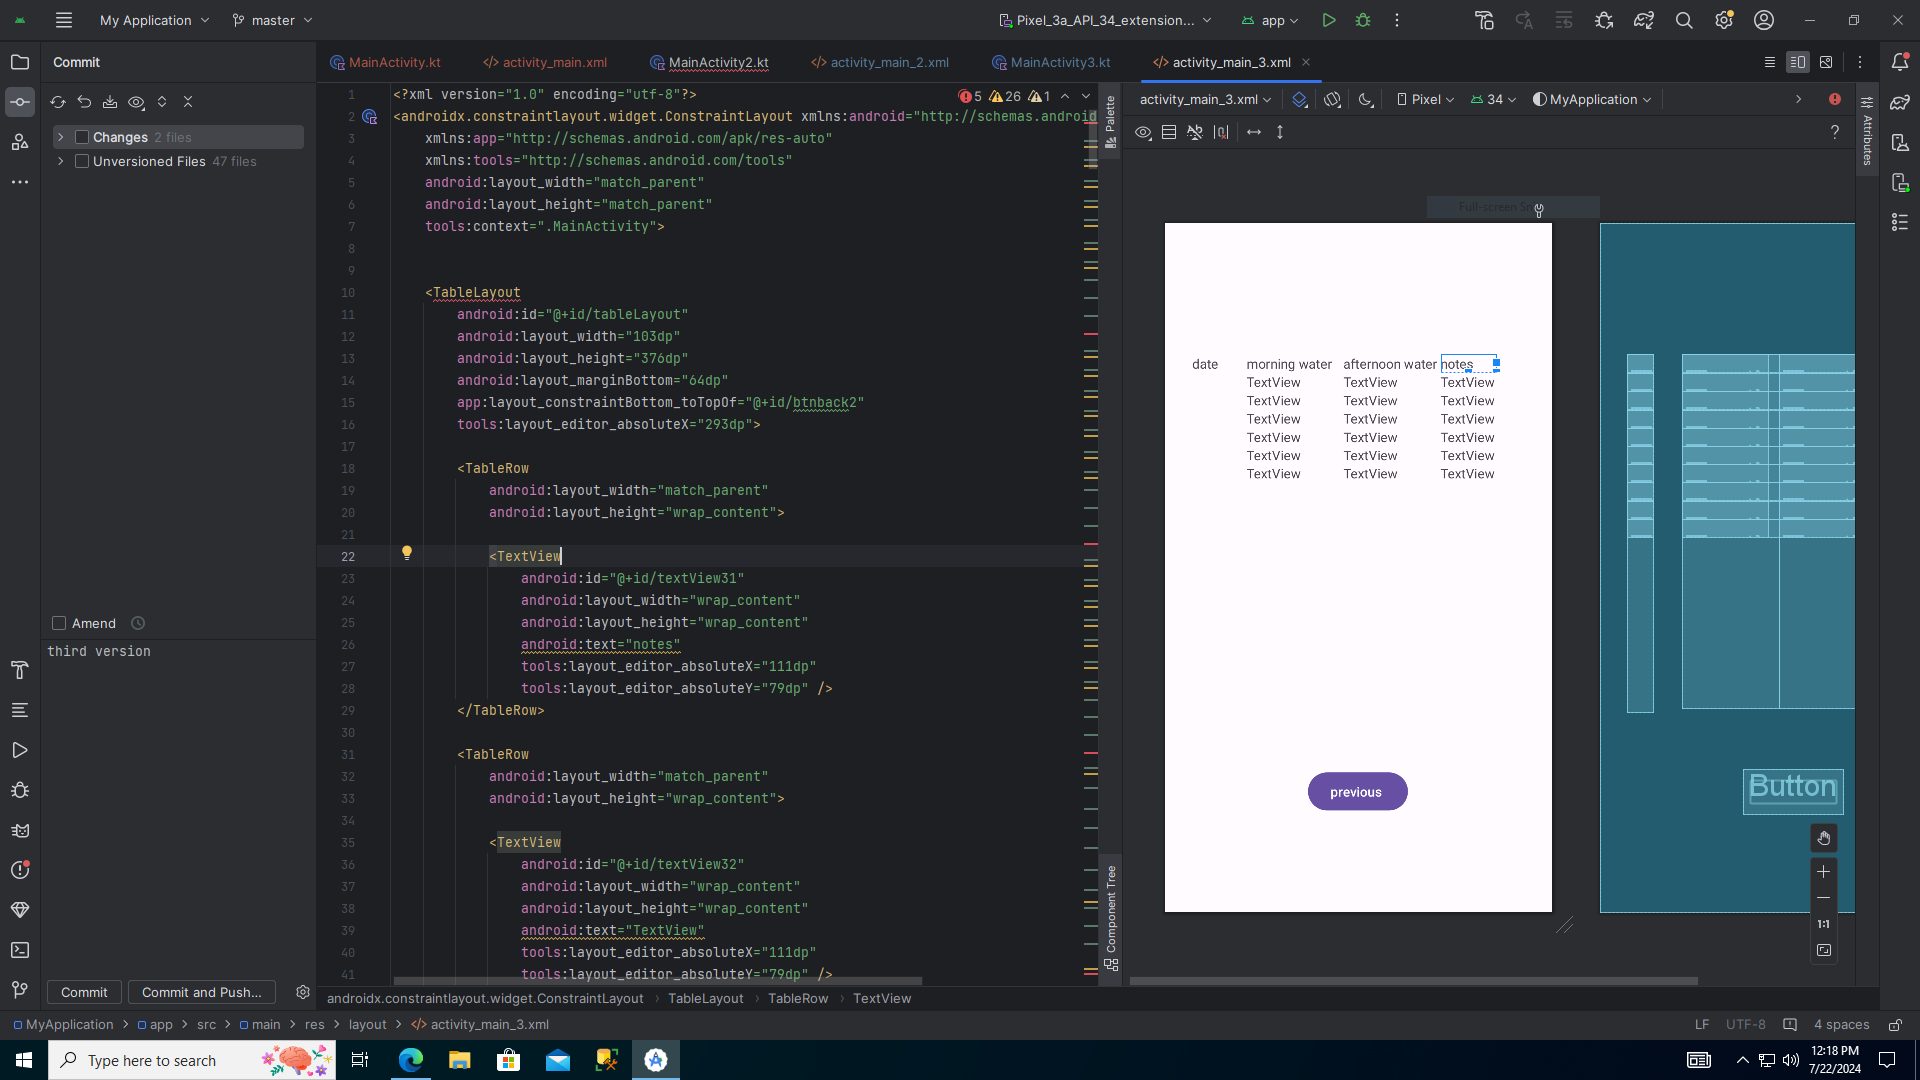 My Application
master
Pixel_3a_API_34_extension...
app
Commit
MainActivity.kt
activity_main.xml
MainActivity2.kt
activity_main_2.xml
MainActivity3.kt
activity_main_3.xml
Changes 2 files
Unversioned Files 47 files
Amend
third version
Commit
Commit and Push...
5
26
1
1 <?xml version="1.0" encoding="utf-8"?>
2 <androidx.constraintlayout.widget.ConstraintLayout xmlns:android="http://schemas.android
3 xmlns:app="http://schemas.android.com/apk/res-auto"
4 xmlns:tools="http://schemas.android.com/tools"
5 android:layout_width="match_parent"
6 android:layout_height="match_parent"
7 tools:context=".MainActivity">
8
9
10 <TableLayout
11 android:id="@+id/tableLayout"
12 android:layout_width="103dp"
13 android:layout_height="376dp"
14 android:layout_marginBottom="64dp"
15 app:layout_constraintBottom_toTopOf="@+id/btnback2"
16 tools:layout_editor_absoluteX="293dp">
17
18 <TableRow
19 android:layout_width="match_parent"
20 android:layout_height="wrap_content">
21
22 <TextView
23 android:id="@+id/textView31"
24 android:layout_width="wrap_content"
25 android:layout_height="wrap_content"
26 android:text="notes"
27 tools:layout_editor_absoluteX="111dp"
28 tools:layout_editor_absoluteY="79dp" />
29 </TableRow>
30
31 <TableRow
32 android:layout_width="match_parent"
33 android:layout_height="wrap_content">
34
35 <TextView
36 android:id="@+id/textView32"
37 android:layout_width="wrap_content"
38 android:layout_height="wrap_content"
39 android:text="TextView"
40 tools:layout_editor_absoluteX="111dp"
41 tools:layout_editor_absoluteY="79dp" />
androidx.constraintlayout.widget.ConstraintLayout
TableLayout
TableRow
TextView
Palette
Component Tree
activity_main_3.xml
Pixel
34
MyApplication
?
Attributes
Full-screen Sn
date morning water afternoon water notes
TextView TextView TextView
TextView TextView TextView
TextView TextView TextView
TextView TextView TextView
TextView TextView TextView
TextView TextView TextView
previous
Button
1:1
MyApplication
app
src
main
res
layout
activity_main_3.xml
LF
UTF-8
4 spaces
Type here to search
12:18 PM
7/22/2024